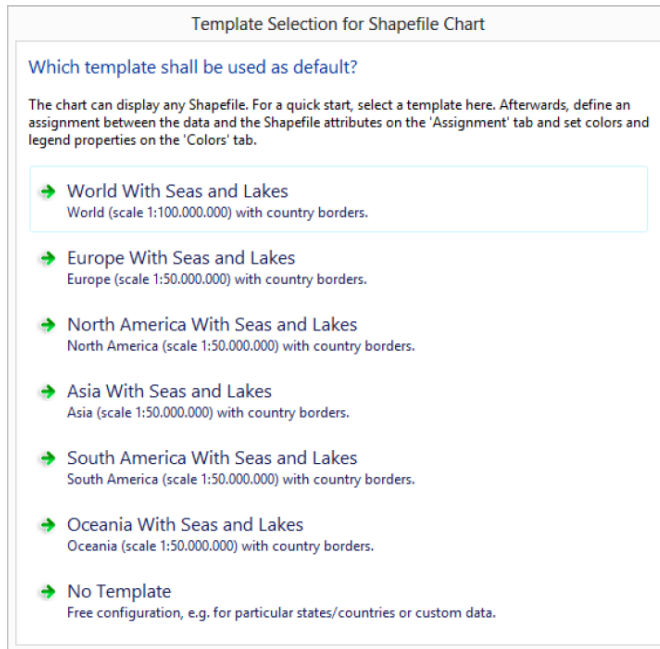 Template Selection for Shapefile Chart
Which template shall be used as default?
The chart can display any Shapefile. For a quick start, select a template here. Afterwards, define an
assignment between the data and the Shapefile attributes on the 'Assignment' tab and set colors and
legend properties on the 'Colors' tab.
World With Seas and Lakes
World (scale 1:100.000.000) with country borders.
Europe With Seas and Lakes
Europe (scale 1:50.000.000) with country borders.
North America With Seas and Lakes
North America (scale 1:50.000.000) with country borders.
Asia With Seas and Lakes
Asia (scale 1:50.000.000) with country borders.
South America With Seas and Lakes
South America (scale 1:50.000.000) with country borders.
Oceania With Seas and Lakes
Oceania (scale 1:50.000.000) with country borders.
No Template
Free configuration, e.g. for particular states/countries or custom data.